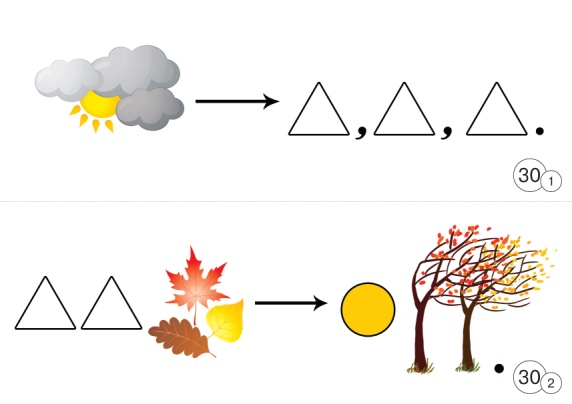 , , .
30 1
. 30 2